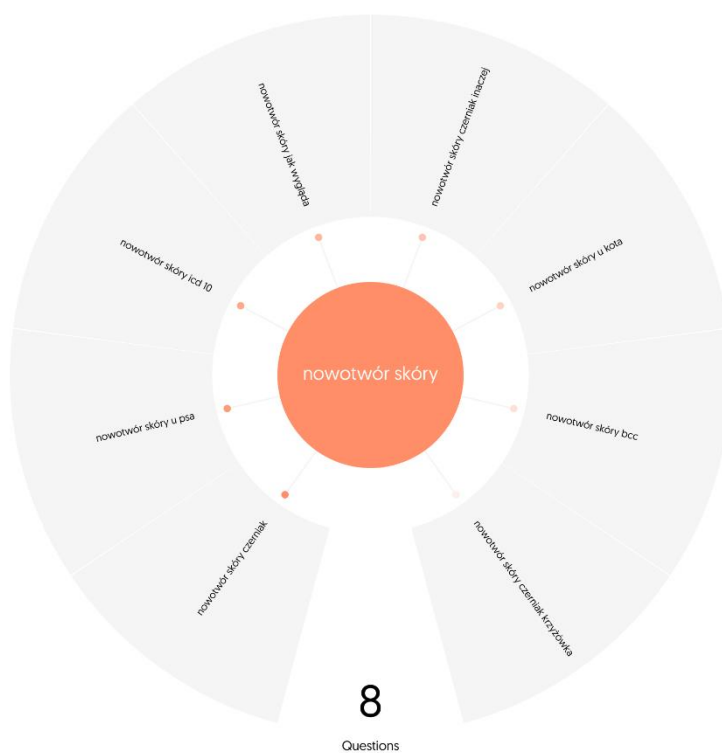 nowotwór skóry jak wygląda
nowotwór skóry czerniak inaczej
nowotwór skóry icd 10
nowotwór skóry u kota
nowotwór skóry
nowotwór skóry u psa
nowotwór skóry bcc
nowotwór skóry czerniak
nowotwór skóry czerniak krzyżówka
8
Questions